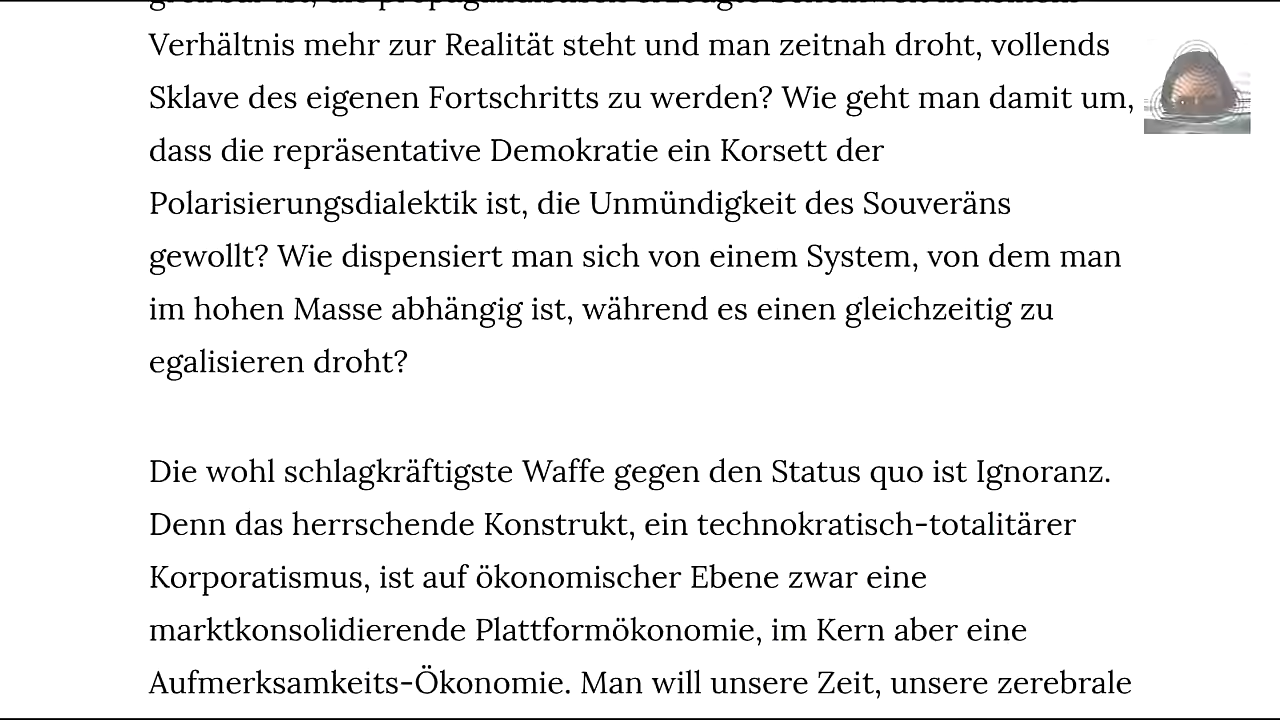 Verhältnis mehr zur Realität steht und man zeitnah droht, vollends
Sklave des eigenen Fortschritts zu werden? Wie geht man damit um,
dass die repräsentative Demokratie ein Korsett der
Polarisierungsdialektik ist, die Unmündigkeit des Souveräns
gewollt? Wie dispensiert man sich von einem System, von dem man
im hohen Masse abhängig ist, während es einen gleichzeitig zu
egalisieren droht?
Die wohl schlagkräftigste Waffe gegen den Status quo ist Ignoranz.
Denn das herrschende Konstrukt, ein technokratisch-totalitärer
Korporatismus, ist auf ökonomischer Ebene zwar eine
marktkonsolidierende Plattformökonomie, im Kern aber eine
Aufmerksamkeits-Ökonomie. Man will unsere Zeit, unsere zerebrale